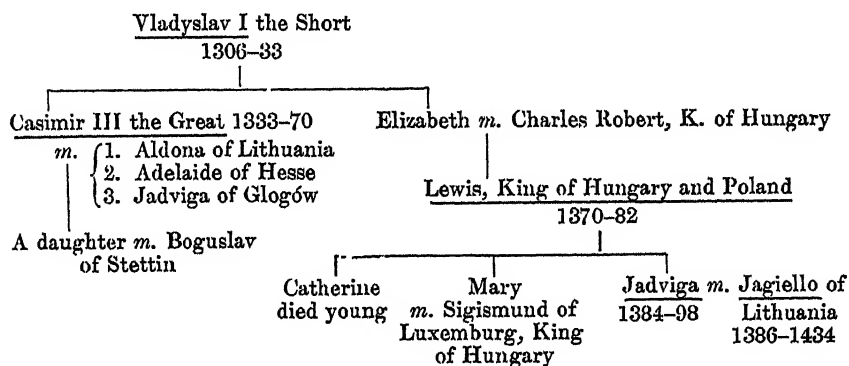 Vladyslav I the Short
1306–33
Casimir III the Great 1333–70
m. 1. Aldona of Lithuania
2. Adelaide of Hesse
3. Jadviga of Glogów
A daughter m. Boguslav
of Stettin
Elizabeth m. Charles Robert, K. of Hungary
Lewis, King of Hungary and Poland
1370–82
Catherine
died young
Mary
m. Sigismund of
Luxemburg, King
of Hungary
Jadviga m. Jagiello of
1384–98 Lithuania
1386–1434